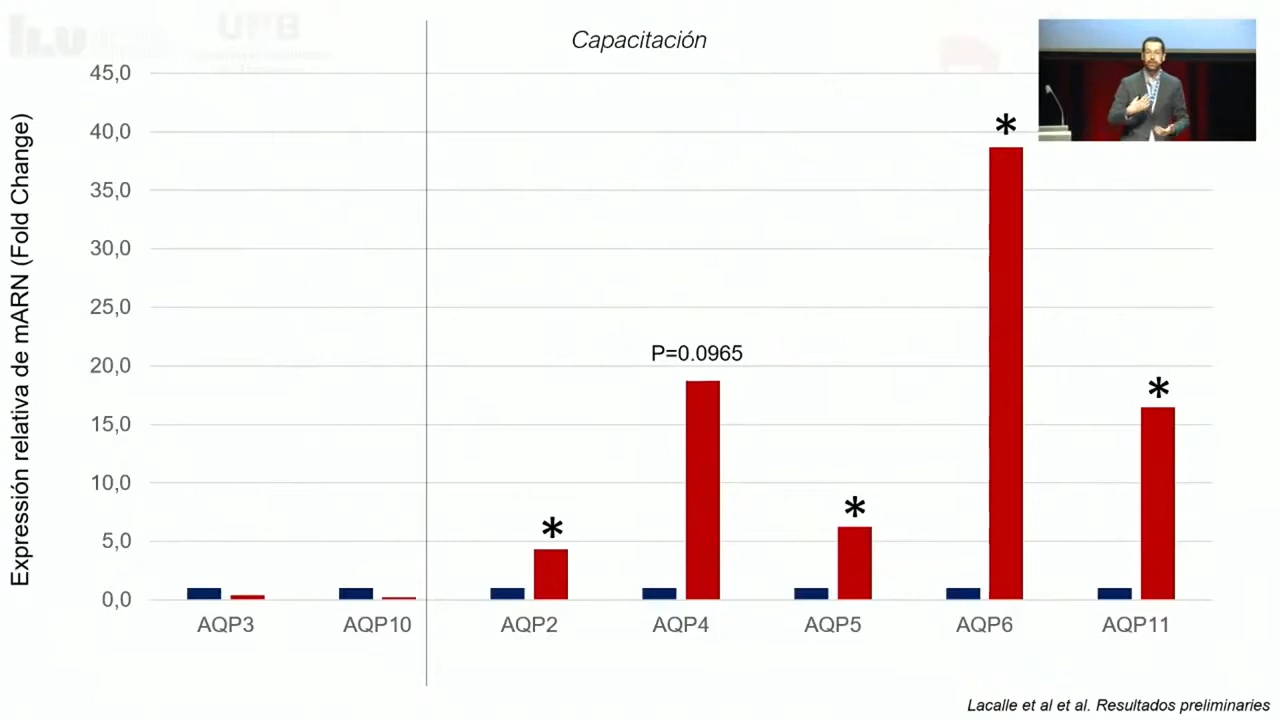 Capacitación
Expressión relativa de mARN (Fold Change)
45,0
40,0
35,0
30,0
25,0
20,0
15,0
10,0
5,0
0,0
*
P=0.0965
*
*
*
AQP3 AQP10 AQP2 AQP4 AQP5 AQP6 AQP11
Lacalle et al et al. Resultados preliminaries